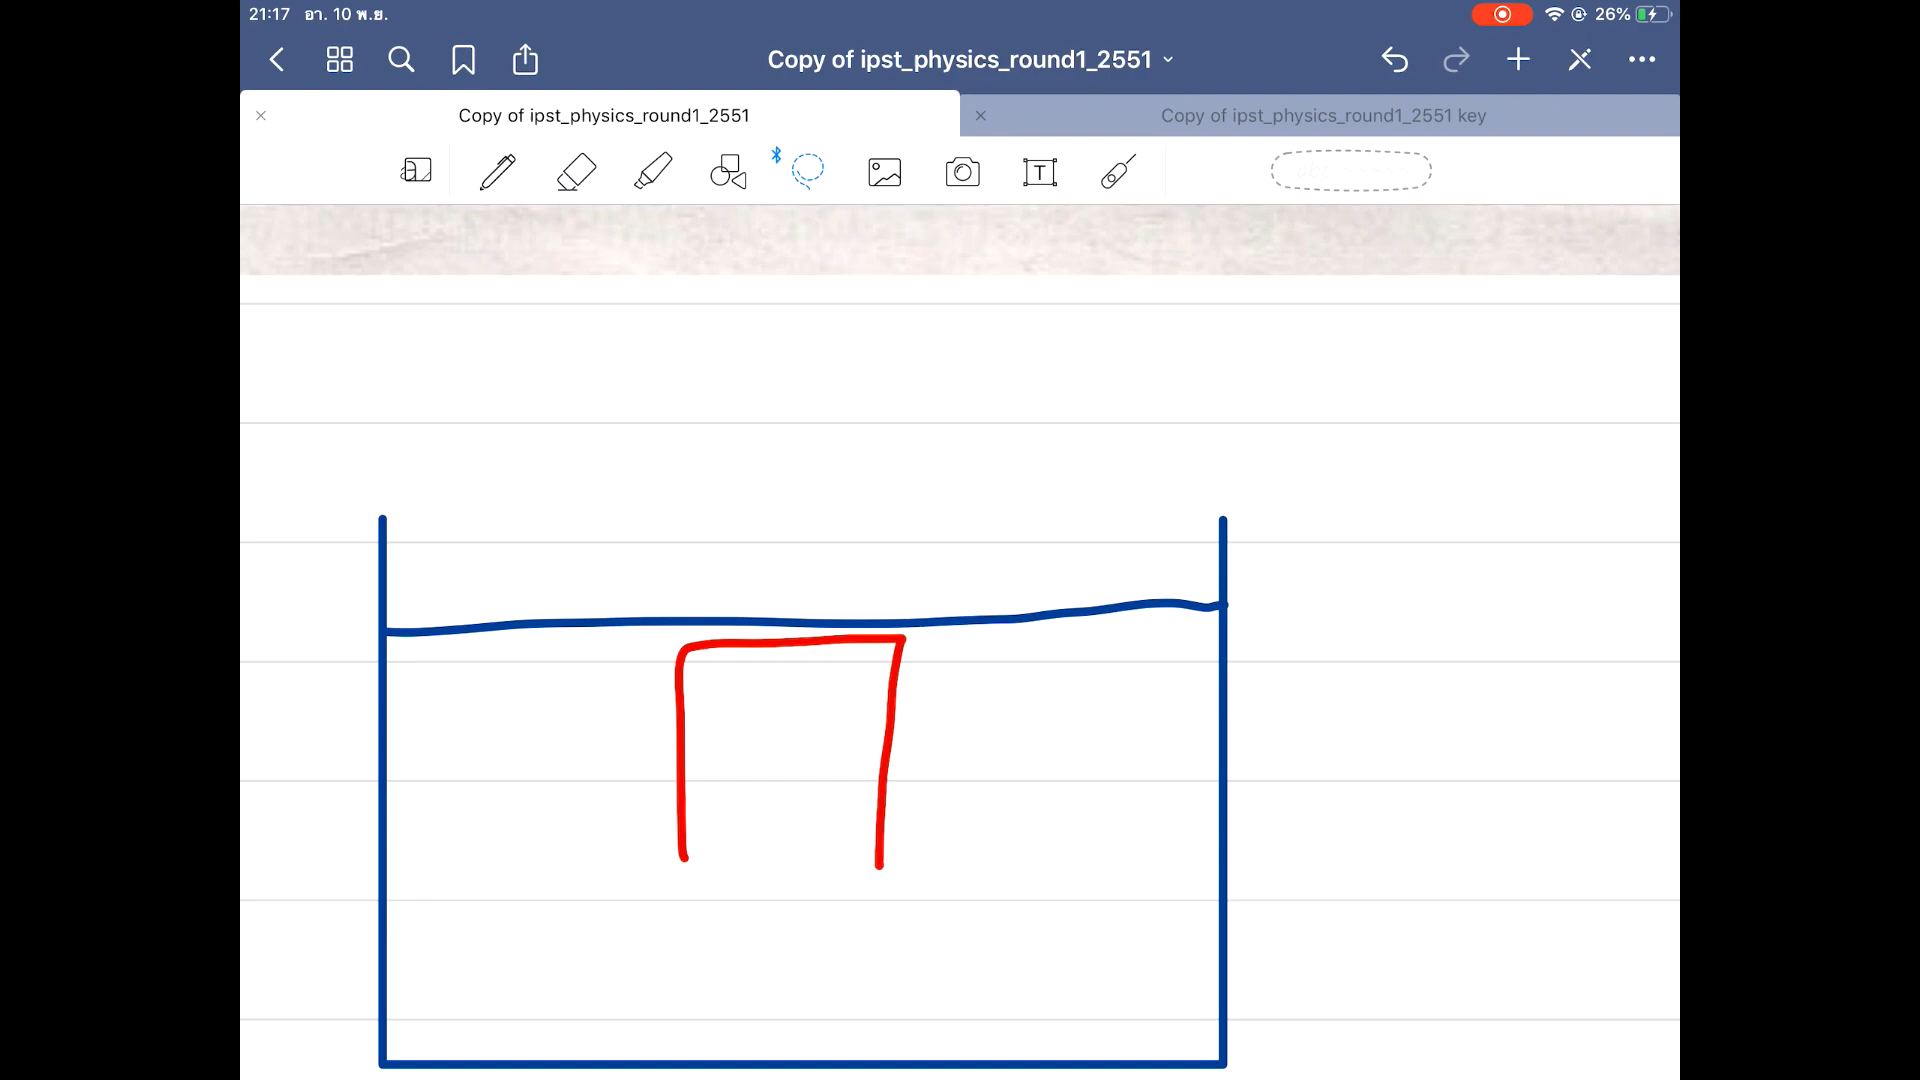 21:17 อา. 10 พ.ย.
26%
Copy of ipst_physics_round1_2551
Copy of ipst_physics_round1_2551
Copy of ipst_physics_round1_2551 key
T